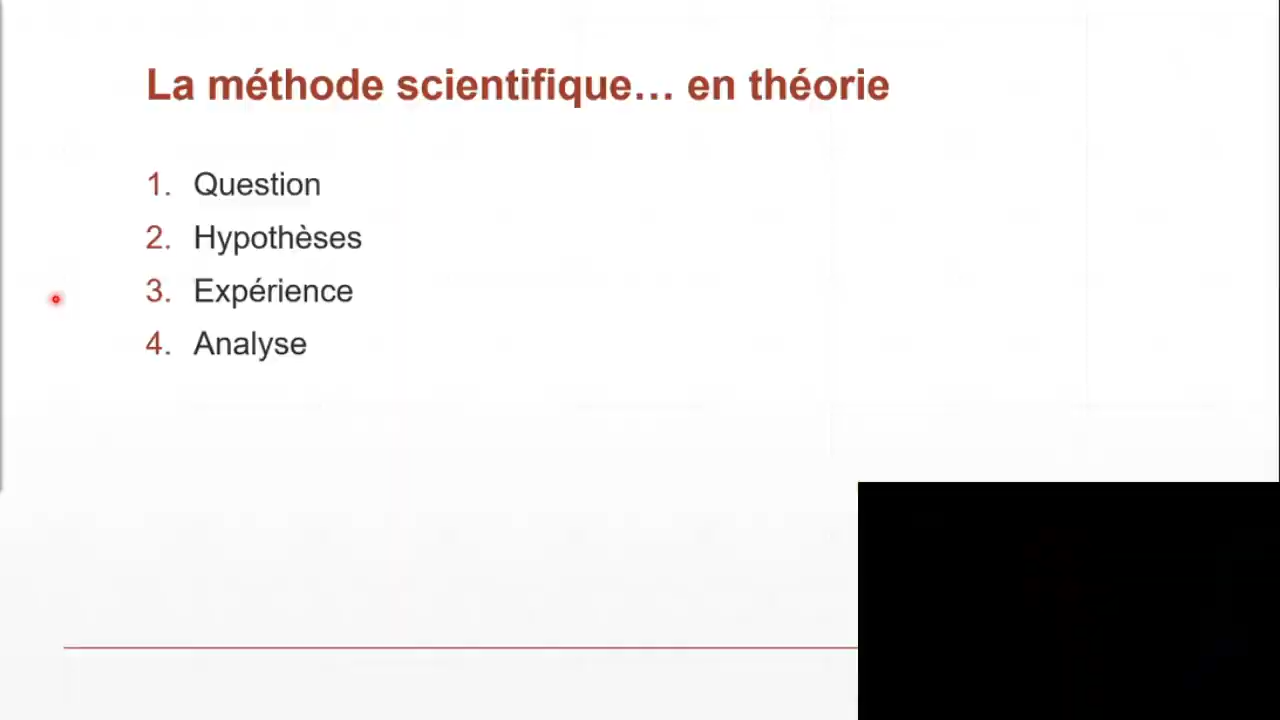 La méthode scientifique… en théorie
1. Question
2. Hypothèses
3. Expérience
4. Analyse